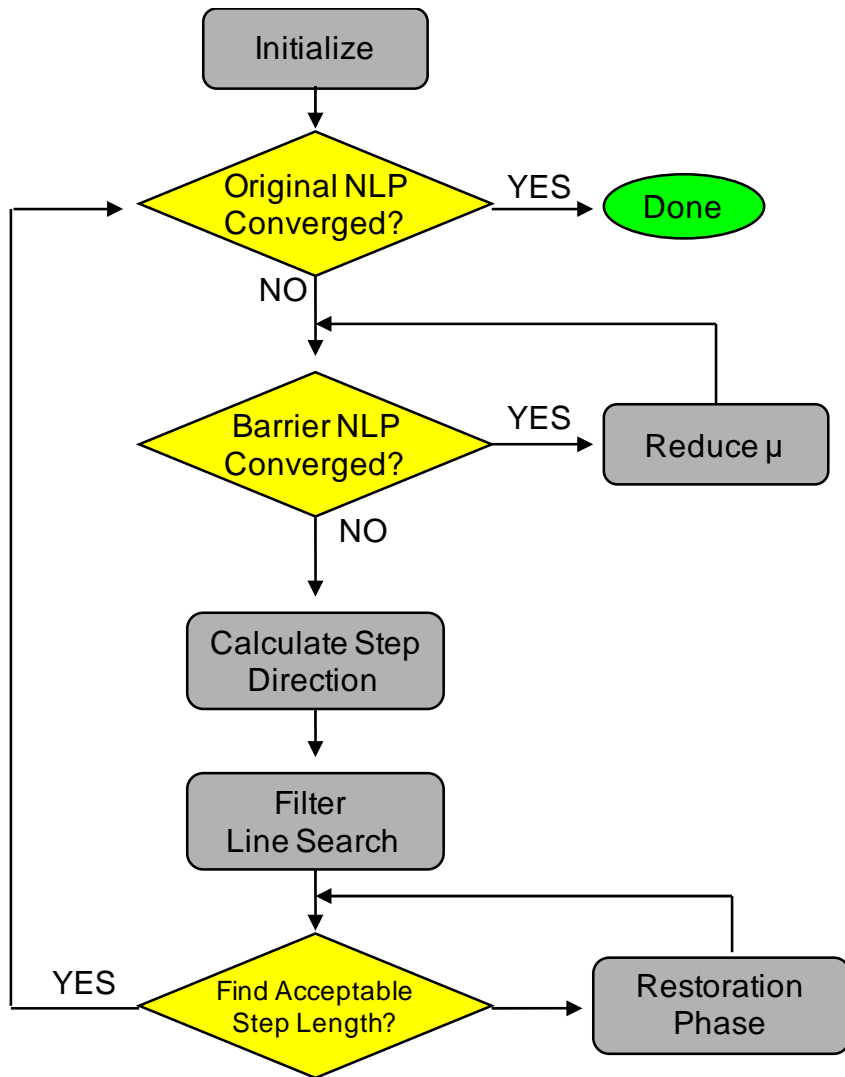 Initialize
Original NLP
Converged?
YES
Done
NO
Barrier NLP
Converged?
YES
Reduce µ
NO
Calculate Step
Direction
Filter
Line Search
YES
Find Acceptable
Step Length?
Restoration
Phase